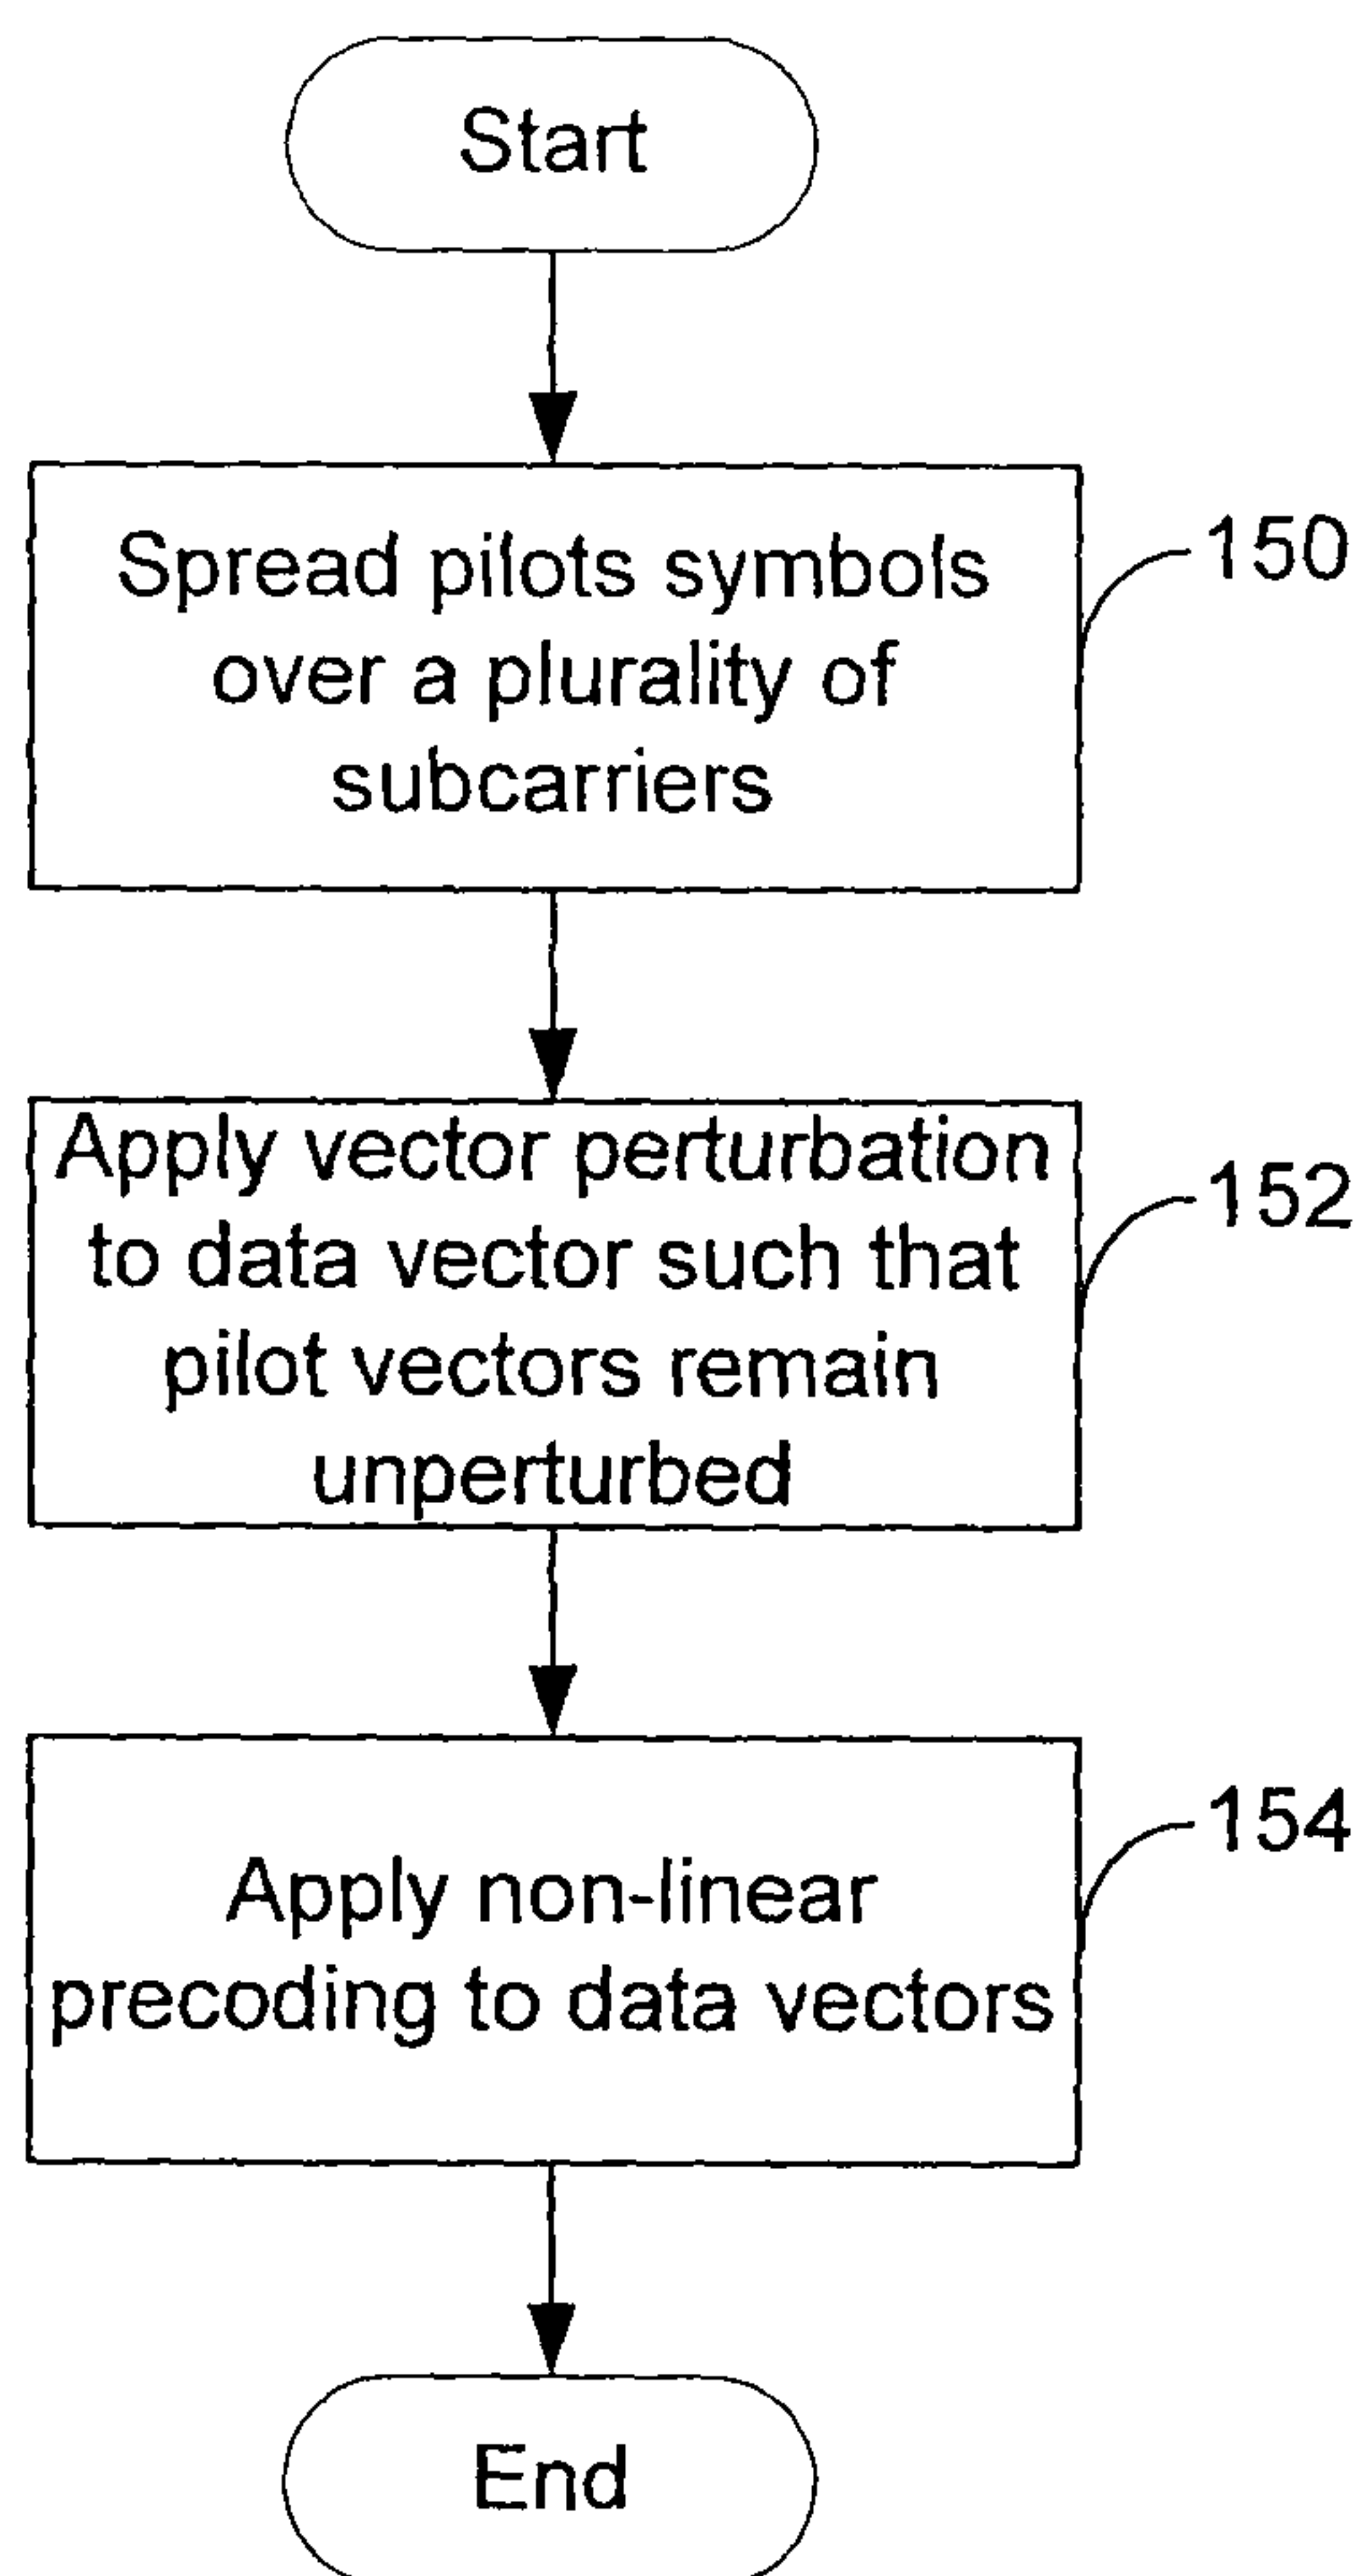 Start
Spread pilots symbols
over a plurality of
subcarriers
150
Apply vector perturbation
to data vector such that
pilot vectors remain
unperturbed
152
Apply non-linear
precoding to data vectors
154
End